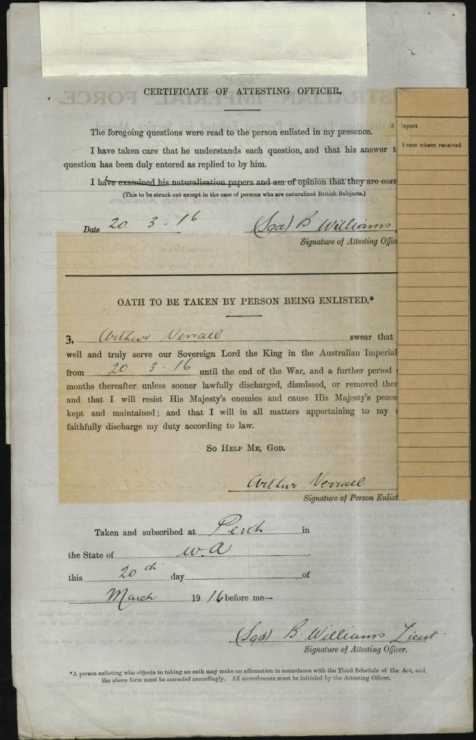 CERTIFICATE OF ATTESTING OFFICER.
The foregoing questions were read to the person enlisted in my presence.
I have taken care that he understands each question, and that his answer t
question has been duly entered as replied to by him.
I have examined his naturalization papers and am of opinion that they are corr
(This to be struck out except in the case of persons who are naturalized British Subjects.)
Date 20 3. 16 (Sgd) B Williams
Signature of Attesting Offic
eport
from whom received
OATH TO BE TAKEN BY PERSON BEING ENLISTED.*
3, Arthur Verrall swear that
well and truly serve our Sovereign Lord the King in the Australian Imperial
from 20 3.16 until the end of the War, and a further period
months thereafter unless sooner lawfully discharged, dismissed, or removed ther
and that I will resist His Majesty's enemies and cause His Majesty's peace
kept and maintained; and that I will in all matters appertaining to my
faithfully discharge my duty according to law.
SO HELP ME, GOD.
Arthur Verrall
Signature of Person Enlist
Taken and subscribed at Perth in
the State of W.A
this 20th day of
March 1916 before me—
(Sgd) B. Williams Lieut
Signature of Attesting Officer.
*A person enlisting who objects to taking an oath may make an affirmation in accordance with the Third Schedule of the Act, and
the above form must be amended accordingly. All amendments must be initialed by the Attesting Officer.